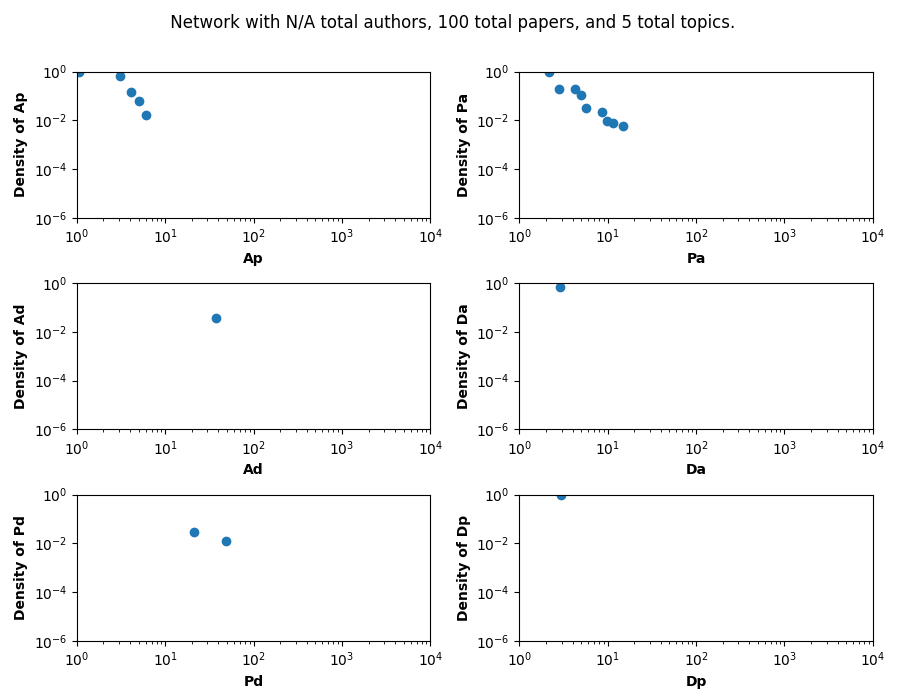 Network with N/A total authors, 100 total papers, and 5 total topics.
Density of Ap
10^0
10^-2
10^-4
10^-6
10^0 10^1 10^2 10^3 10^4
Ap
Density of Pa
10^0
10^-2
10^-4
10^-6
10^0 10^1 10^2 10^3 10^4
Pa
Density of Ad
10^0
10^-2
10^-4
10^-6
10^0 10^1 10^2 10^3 10^4
Ad
Density of Da
10^0
10^-2
10^-4
10^-6
10^0 10^1 10^2 10^3 10^4
Da
Density of Pd
10^0
10^-2
10^-4
10^-6
10^0 10^1 10^2 10^3 10^4
Pd
Density of Dp
10^0
10^-2
10^-4
10^-6
10^0 10^1 10^2 10^3 10^4
Dp